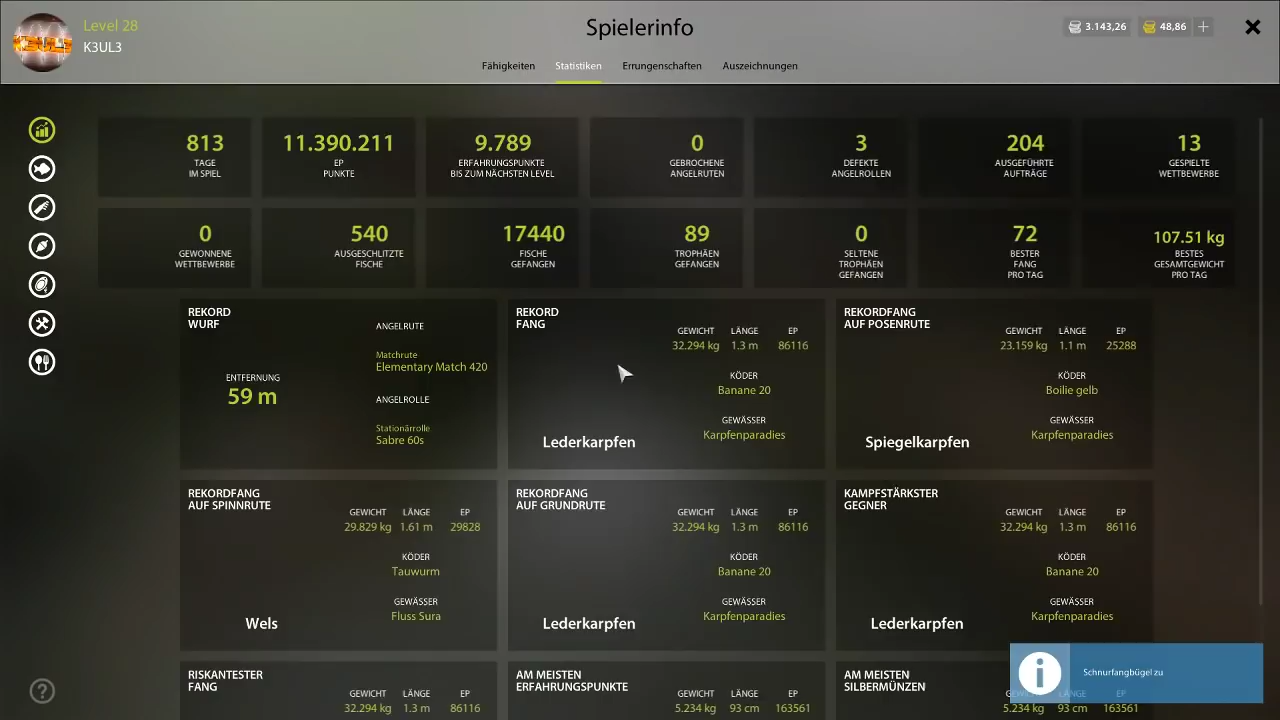 Level 28
K3UL3
Spielerinfo
3.143,26
48,86
Fähigkeiten
Statistiken
Errungenschaften
Auszeichnungen
813
TAGE
IM SPIEL
11.390.211
EP
PUNKTE
9.789
ERFAHRUNGSPUNKTE
BIS ZUM NÄCHSTEN LEVEL
0
GEBROCHENE
ANGELRUTEN
3
DEFEKTE
ANGELROLLEN
204
AUSGEFÜHRTE
AUFTRÄGE
13
GESPIELTE
WETTBEWERBE
0
GEWONNENE
WETTBEWERBE
540
AUSGESCHLITZTE
FISCHE
17440
FISCHE
GEFANGEN
89
TROPHÄEN
GEFANGEN
0
SELTENE
TROPHÄEN
GEFANGEN
72
BESTER
FANG
PRO TAG
107.51 kg
BESTES
GESAMTGEWICHT
PRO TAG
REKORD
WURF
ENTFERNUNG
59 m
ANGELRUTE
Matchrute
Elementary Match 420
ANGELROLLE
Stationärrolle
Sabre 60s
REKORD
FANG
GEWICHT LÄNGE EP
32.294 kg 1.3 m 86116
KÖDER
Banane 20
GEWÄSSER
Karpfenparadies
Lederkarpfen
REKORDFANG
AUF POSENRUTE
GEWICHT LÄNGE EP
23.159 kg 1.1 m 25288
KÖDER
Boilie gelb
GEWÄSSER
Karpfenparadies
Spiegelkarpfen
REKORDFANG
AUF SPINNRUTE
GEWICHT LÄNGE EP
29.829 kg 1.61 m 29828
KÖDER
Tauwurm
GEWÄSSER
Fluss Sura
Wels
REKORDFANG
AUF GRUNDRUTE
GEWICHT LÄNGE EP
32.294 kg 1.3 m 86116
KÖDER
Banane 20
GEWÄSSER
Karpfenparadies
Lederkarpfen
KAMPFSTÄRKSTER
GEGNER
GEWICHT LÄNGE EP
32.294 kg 1.3 m 86116
KÖDER
Banane 20
GEWÄSSER
Karpfenparadies
Lederkarpfen
RISKANTESTER
FANG
GEWICHT LÄNGE EP
32.294 kg 1.3 m 86116
AM MEISTEN
ERFAHRUNGSPUNKTE
GEWICHT LÄNGE EP
5.234 kg 93 cm 163561
AM MEISTEN
SILBERMÜNZEN
GEWICHT LÄNGE EP
5.234 kg 93 cm 163561
Schnurfangbügel zu